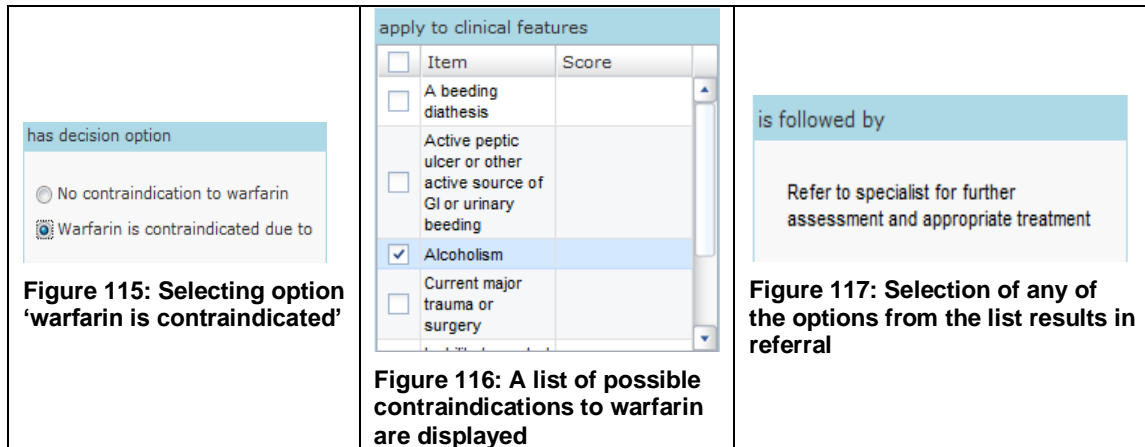 has decision option
No contraindication to warfarin
Warfarin is contraindicated due to
Figure 115: Selecting option
‘warfarin is contraindicated’
apply to clinical features
Item Score
A beeding
diathesis
Active peptic
ulcer or other
active source of
GI or urinary
beeding
Alcoholism
Current major
trauma or
surgery
Figure 116: A list of possible
contraindications to warfarin
are displayed
is followed by
Refer to specialist for further
assessment and appropriate treatment
Figure 117: Selection of any of
the options from the list results in
referral